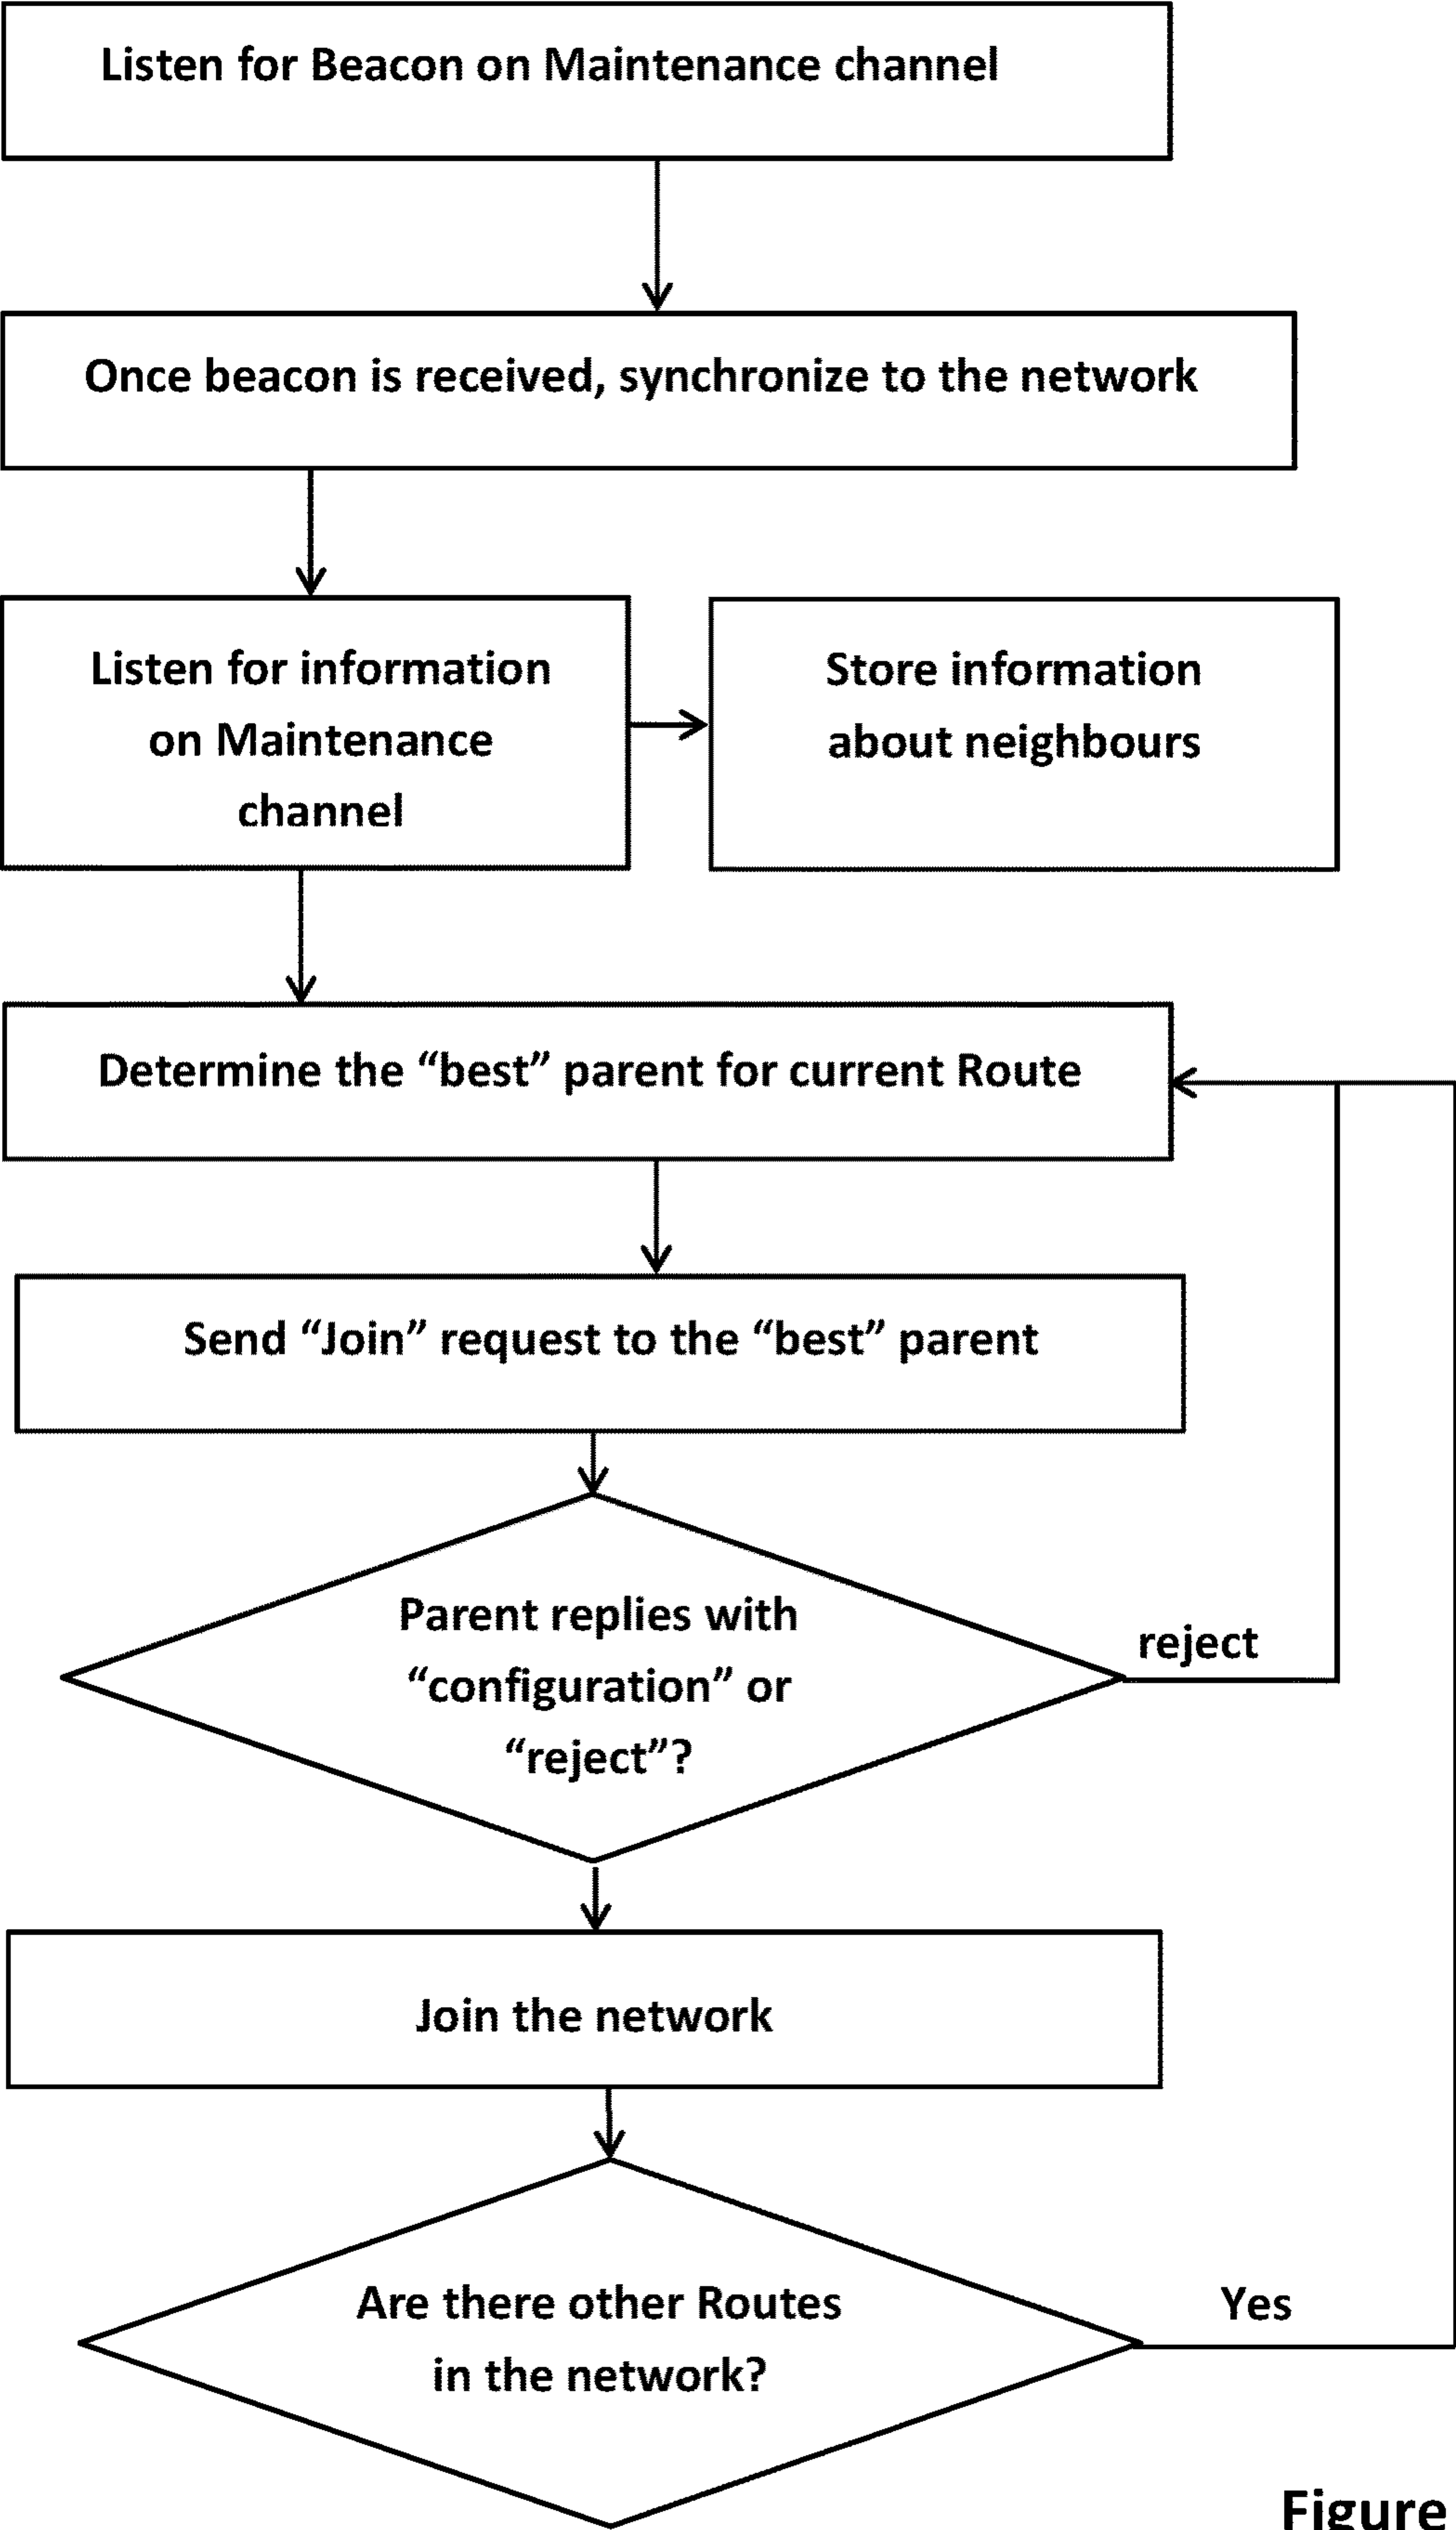 Listen for Beacon on Maintenance channel
Once beacon is received, synchronize to the network
Listen for information
on Maintenance
channel
Store information
about neighbours
Determine the “best” parent for current Route
Send “Join” request to the “best” parent
Parent replies with
“configuration” or
“reject”?
reject
Join the network
Are there other Routes
in the network?
Yes
Figure